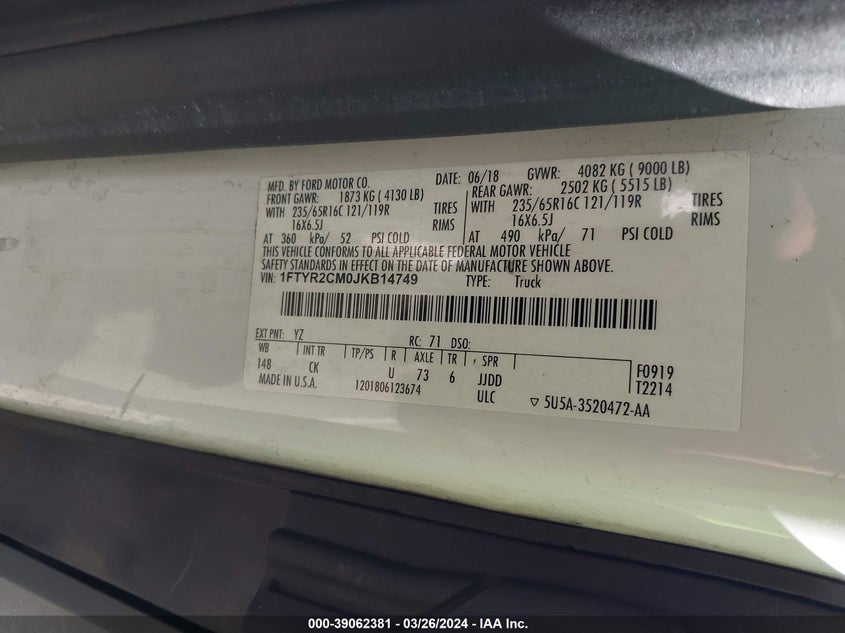 MFD. BY FORD MOTOR CO. DATE: 06/18 GVWR: 4082 KG ( 9000 LB)
FRONT GAWR: 1873 KG ( 4130 LB) REAR GAWR: 2502 KG ( 5515 LB)
WITH 235/65R16C 121/119R TIRES WITH 235/65R16C 121/119R TIRES
16X6.5J RIMS 16X6.5J RIMS
AT 360 kPa/ 52 PSI COLD AT 490 kPa/ 71 PSI COLD
THIS VEHICLE CONFORMS TO ALL APPLICABLE FEDERAL MOTOR VEHICLE
SAFETY STANDARDS IN EFFECT ON THE DATE OF MANUFACTURE SHOWN ABOVE.
VIN: 1FTYR2CM0JKB14749 TYPE: Truck
EXT PNT: YZ RC: 71 DSO:
WB INT TR TP/PS R AXLE TR SPR F0919
148 CK U 73 6 JJDD T2214
MADE IN U.S.A. 1201806123674 ULC ▽ 5U5A-3520472-AA
000-39062381 - 03/26/2024 - IAA Inc.